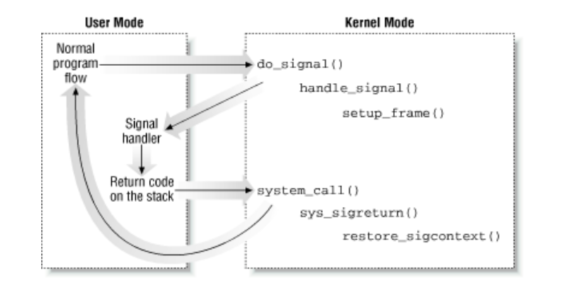 User Mode
Kernel Mode
Normal
program
flow
do_signal()
handle_signal()
setup_frame()
Signal
handler
Return code
on the stack
system_call()
sys_sigreturn()
restore_sigcontext()